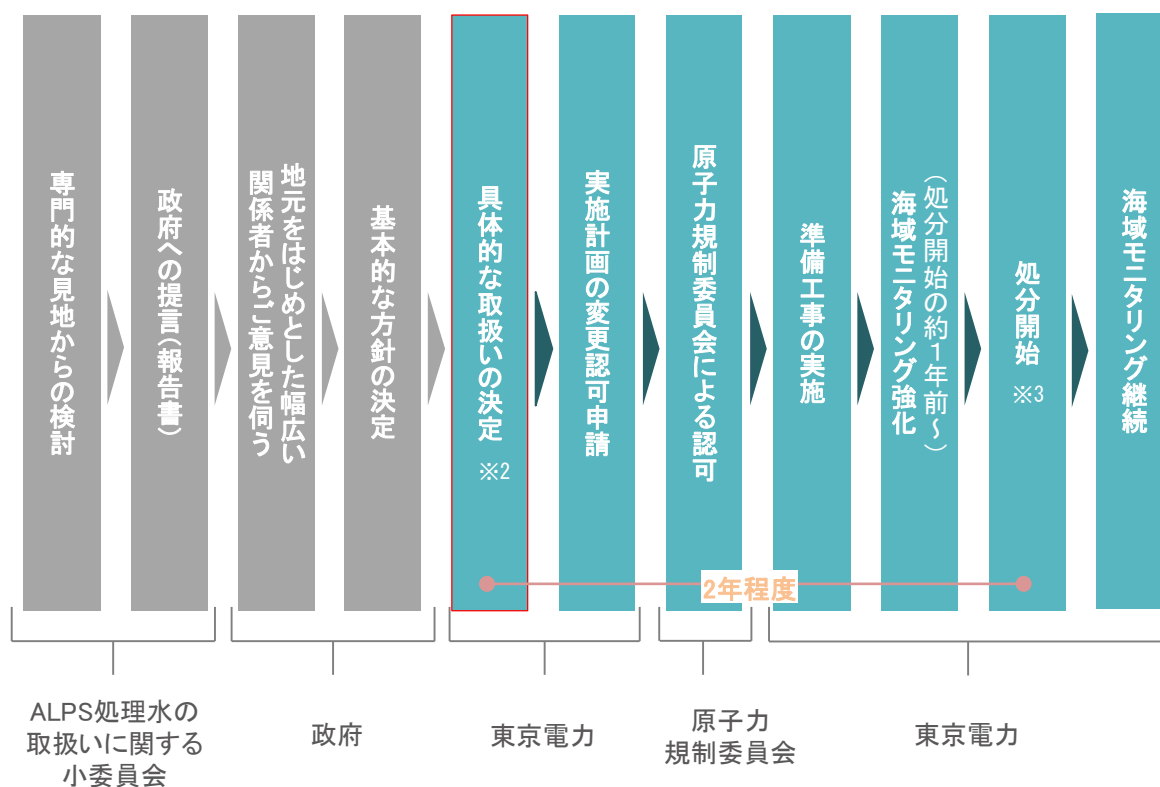 専門的な見地からの検討
政府への提言（報告書）
地元をはじめとした幅広い
関係者からご意見を伺う
基本的な方針の決定
具体的な取扱いの決定
※2
実施計画の変更認可申請
原子力規制委員会による認可
準備工事の実施
（処分開始の約1年前～）
海域モニタリング強化
処分開始
※3
海域モニタリング継続
2年程度
ALPS処理水の
取扱いに関する
小委員会
政府
東京電力
原子力
規制委員会
東京電力